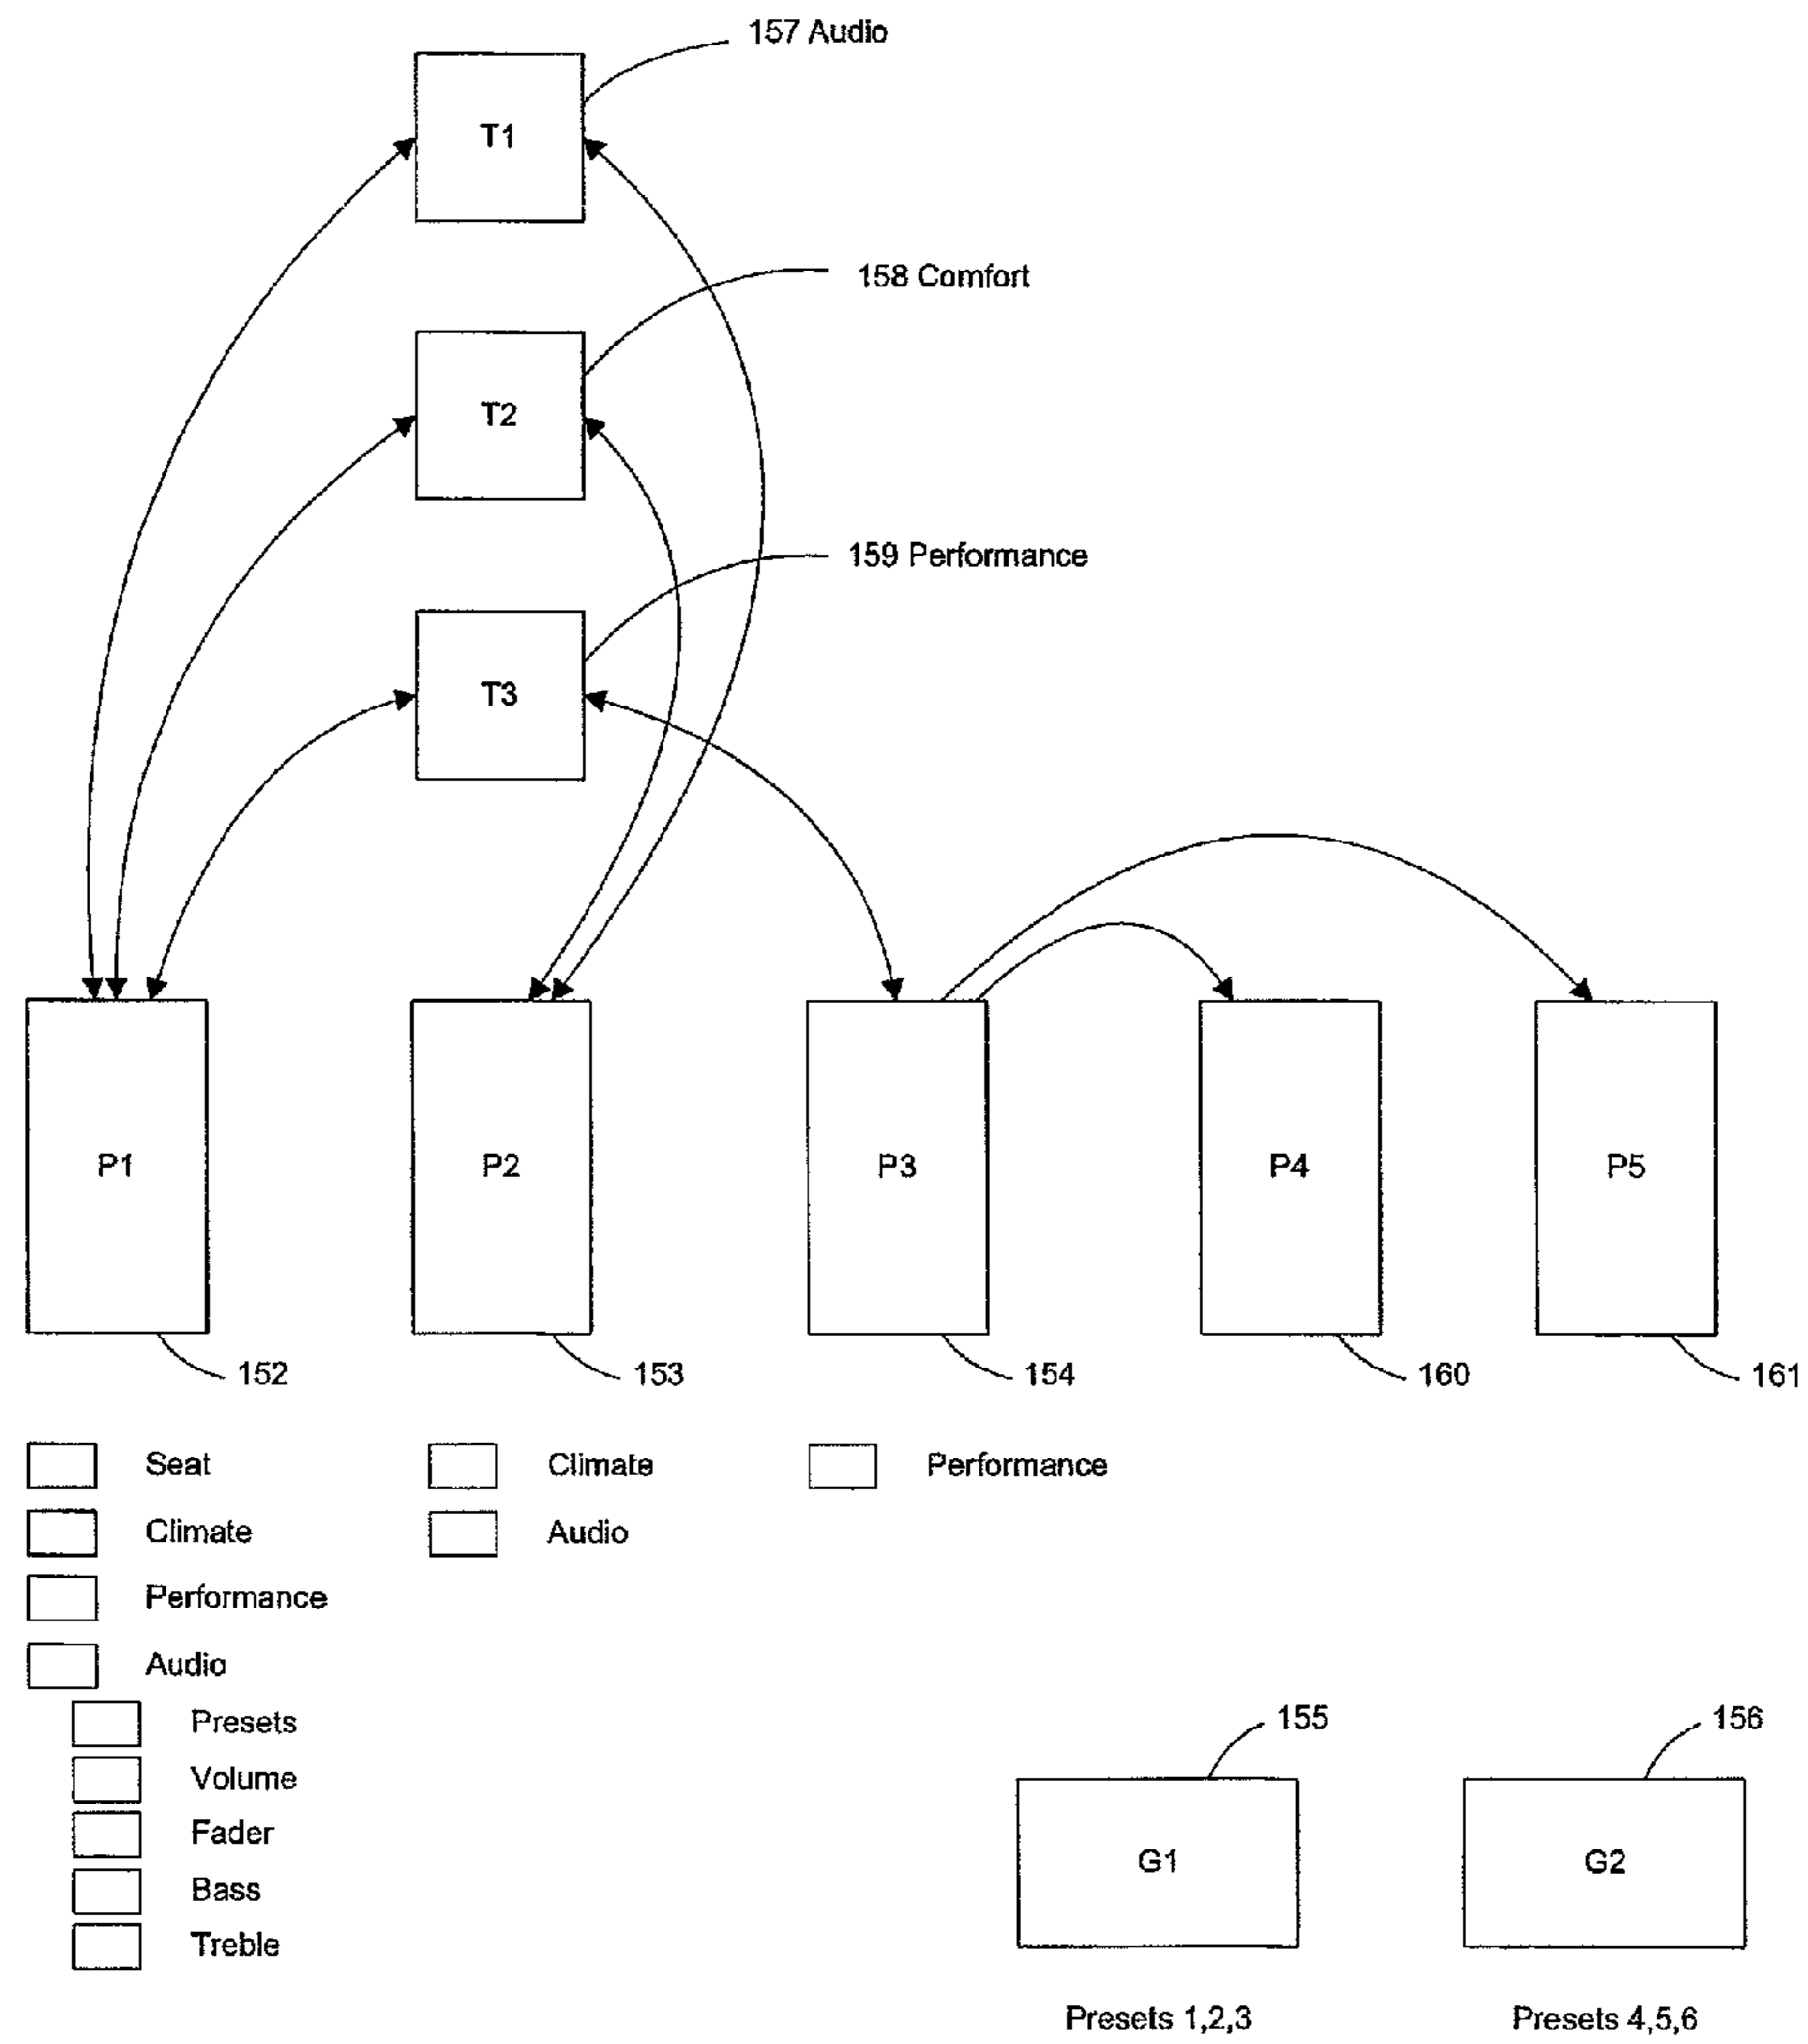 157 Audio
T1
158 Comfort
T2
159 Performance
T3
P1
P2
P3
P4
P5
152
153
154
160
161
Seat
Climate
Performance
Climate
Audio
Performance
Audio
Presets
155
156
Volume
Fader
G1
G2
Bass
Treble
Presets 1,2,3
Presets 4,5,6